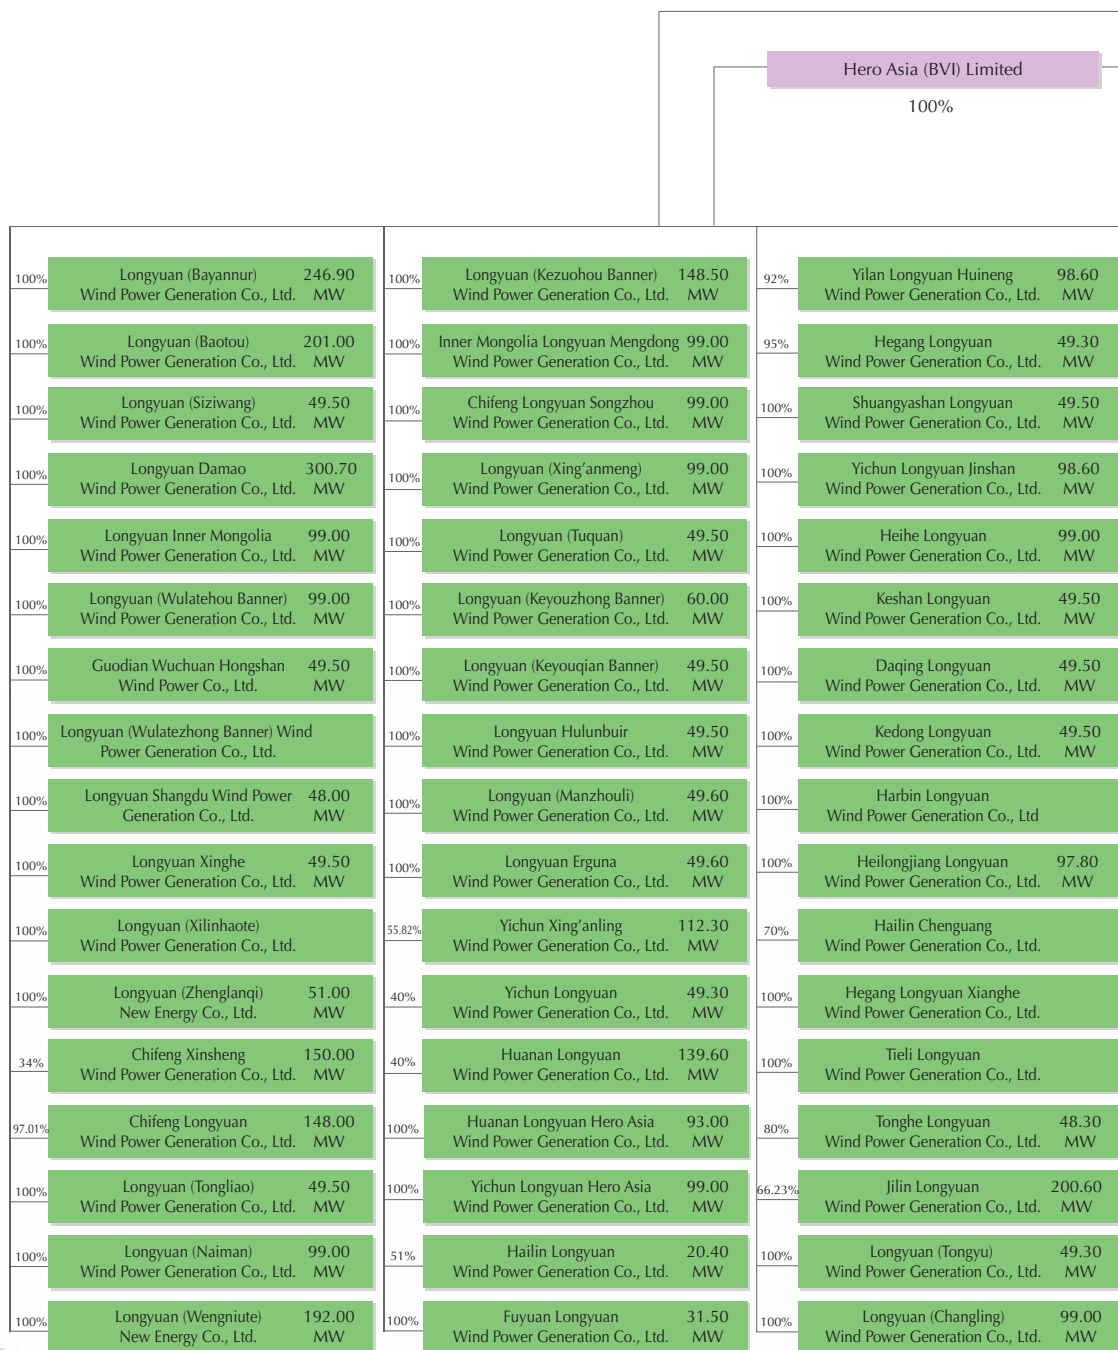 Hero Asia (BVI) Limited
100%
100%
Longyuan (Bayannur) 246.90
Wind Power Generation Co., Ltd. MW
100%
Longyuan (Baotou) 201.00
Wind Power Generation Co., Ltd. MW
100%
Longyuan (Siziwang) 49.50
Wind Power Generation Co., Ltd. MW
100%
Longyuan Damao 300.70
Wind Power Generation Co., Ltd. MW
100%
Longyuan Inner Mongolia 99.00
Wind Power Generation Co., Ltd. MW
100%
Longyuan (Wulatehou Banner) 99.00
Wind Power Generation Co., Ltd. MW
100%
Guodian Wuchuan Hongshan 49.50
Wind Power Co., Ltd. MW
100%
Longyuan (Wulatezhong Banner) Wind
Power Generation Co., Ltd.
100%
Longyuan Shangdu Wind Power 48.00
Generation Co., Ltd. MW
100%
Longyuan Xinghe 49.50
Wind Power Generation Co., Ltd. MW
100%
Longyuan (Xilinhaote)
Wind Power Generation Co., Ltd.
100%
Longyuan (Zhenglanqi) 51.00
New Energy Co., Ltd. MW
34%
Chifeng Xinsheng 150.00
Wind Power Generation Co., Ltd. MW
97.01%
Chifeng Longyuan 148.00
Wind Power Generation Co., Ltd. MW
100%
Longyuan (Tongliao) 49.50
Wind Power Generation Co., Ltd. MW
100%
Longyuan (Naiman) 99.00
Wind Power Generation Co., Ltd. MW
100%
Longyuan (Wengniute) 192.00
New Energy Co., Ltd. MW
100%
Longyuan (Kezuohou Banner) 148.50
Wind Power Generation Co., Ltd. MW
100%
Inner Mongolia Longyuan Mengdong 99.00
Wind Power Generation Co., Ltd. MW
100%
Chifeng Longyuan Songzhou 99.00
Wind Power Generation Co., Ltd. MW
100%
Longyuan (Xing'anmeng) 99.00
Wind Power Generation Co., Ltd. MW
100%
Longyuan (Tuquan) 49.50
Wind Power Generation Co., Ltd. MW
100%
Longyuan (Keyouzhong Banner) 60.00
Wind Power Generation Co., Ltd. MW
100%
Longyuan (Keyouqian Banner) 49.50
Wind Power Generation Co., Ltd. MW
100%
Longyuan Hulunbuir 49.50
Wind Power Generation Co., Ltd. MW
100%
Longyuan (Manzhouli) 49.60
Wind Power Generation Co., Ltd. MW
100%
Longyuan Erguna 49.60
Wind Power Generation Co., Ltd. MW
55.82%
Yichun Xing'anling 112.30
Wind Power Generation Co., Ltd. MW
40%
Yichun Longyuan 49.30
Wind Power Generation Co., Ltd. MW
40%
Huanan Longyuan 139.60
Wind Power Generation Co., Ltd. MW
100%
Huanan Longyuan Hero Asia 93.00
Wind Power Generation Co., Ltd. MW
100%
Yichun Longyuan Hero Asia 99.00
Wind Power Generation Co., Ltd. MW
51%
Hailin Longyuan 20.40
Wind Power Generation Co., Ltd. MW
100%
Fuyuan Longyuan 31.50
Wind Power Generation Co., Ltd. MW
92%
Yilan Longyuan Huineng 98.60
Wind Power Generation Co., Ltd. MW
95%
Hegang Longyuan 49.30
Wind Power Generation Co., Ltd. MW
100%
Shuangyashan Longyuan 49.50
Wind Power Generation Co., Ltd. MW
100%
Yichun Longyuan Jinshan 98.60
Wind Power Generation Co., Ltd. MW
100%
Heihe Longyuan 99.00
Wind Power Generation Co., Ltd. MW
100%
Keshan Longyuan 49.50
Wind Power Generation Co., Ltd. MW
100%
Daqing Longyuan 49.50
Wind Power Generation Co., Ltd. MW
100%
Kedong Longyuan 49.50
Wind Power Generation Co., Ltd. MW
100%
Harbin Longyuan
Wind Power Generation Co., Ltd
100%
Heilongjiang Longyuan 97.80
Wind Power Generation Co., Ltd. MW
70%
Hailin Chenguang
Wind Power Generation Co., Ltd.
100%
Hegang Longyuan Xianghe
Wind Power Generation Co., Ltd.
100%
Tieli Longyuan
Wind Power Generation Co., Ltd.
80%
Tonghe Longyuan 48.30
Wind Power Generation Co., Ltd. MW
66.23%
Jilin Longyuan 200.60
Wind Power Generation Co., Ltd. MW
100%
Longyuan (Tongyu) 49.30
Wind Power Generation Co., Ltd. MW
100%
Longyuan (Changling) 99.00
Wind Power Generation Co., Ltd. MW